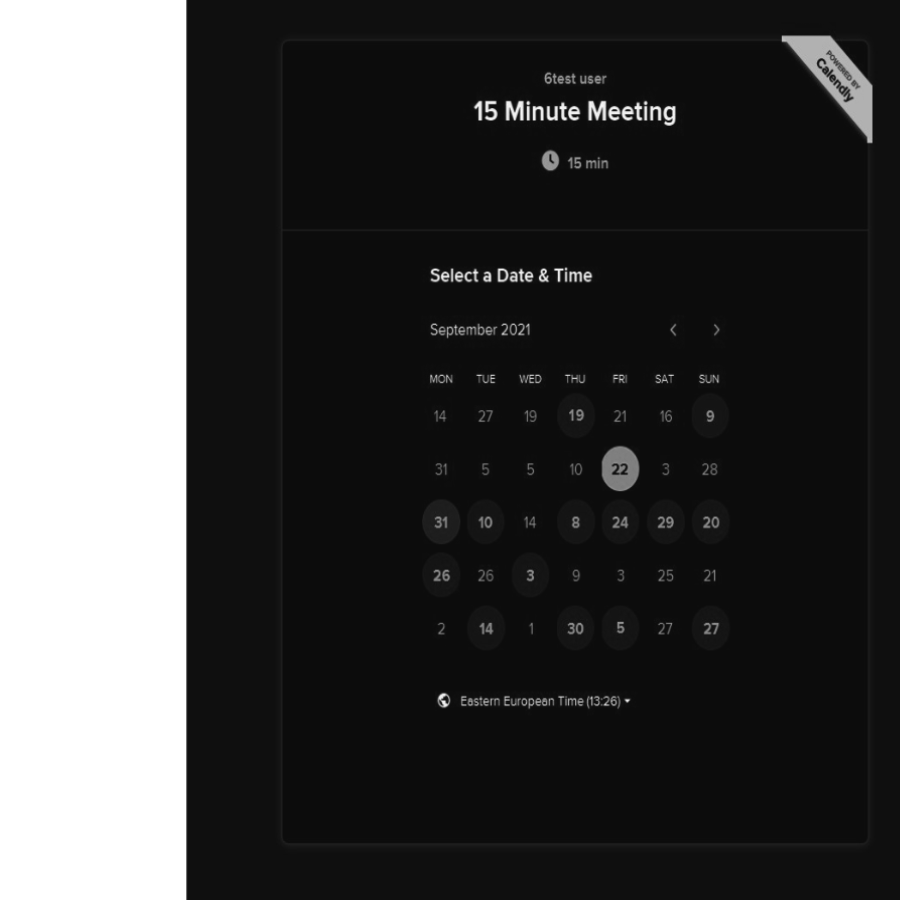 POWERED BY
Calendly
6test user
15 Minute Meeting
15 min
Select a Date & Time
September 2021
MON TUE WED THU FRI SAT SUN
14 27 19 19 21 16 9
31 5 5 10 22 3 28
31 10 14 8 24 29 20
26 26 3 9 3 25 21
2 14 1 30 5 27 27
Eastern European Time (13:26)